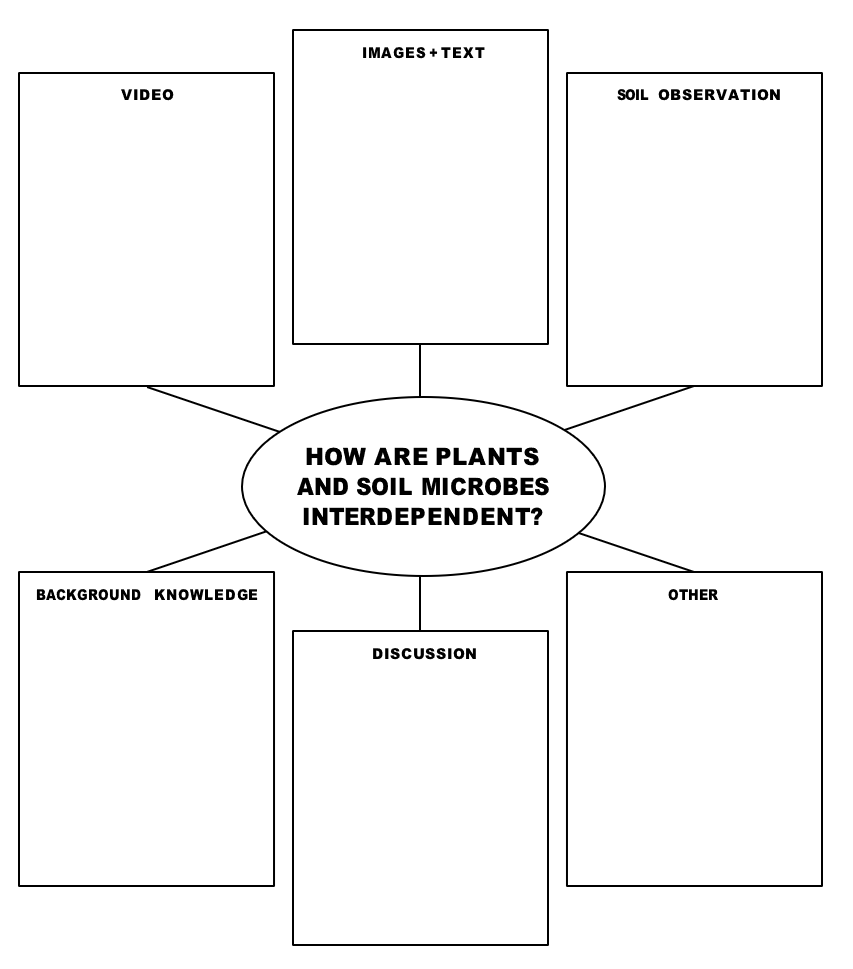 IMAGES + TEXT
VIDEO
SOIL OBSERVATION
HOW ARE PLANTS
AND SOIL MICROBES
INTERDEPENDENT?
BACKGROUND KNOWLEDGE
OTHER
DISCUSSION